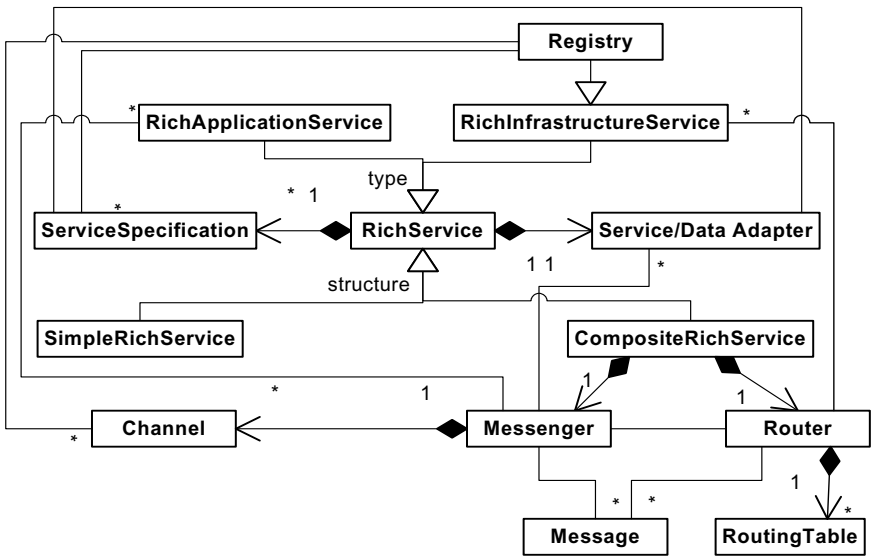 Registry
*
RichApplicationService
RichInfrastructureService
*
type
*
* 1
ServiceSpecification
RichService
Service/Data Adapter
1 1
*
structure
SimpleRichService
CompositeRichService
1
*
1
1
*
Channel
Messenger
Router
1
*
*
*
Message
RoutingTable